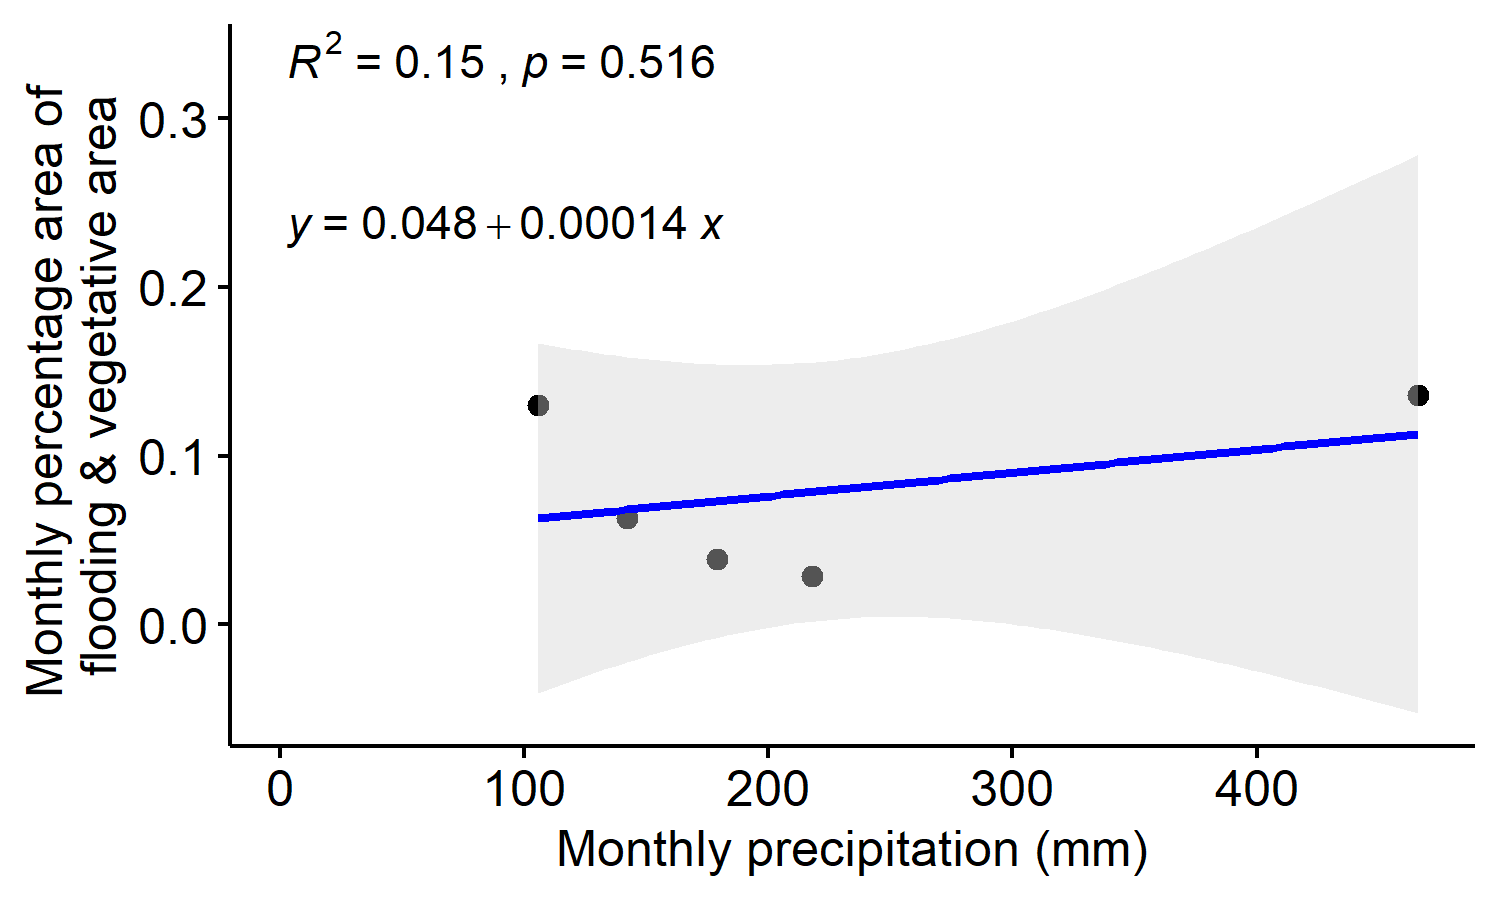 R² = 0.15 , p = 0.516
y = 0.048 + 0.00014 x
Monthly percentage area of
flooding & vegetative area
0.3
0.2
0.1
0.0
0
100
200
300
400
Monthly precipitation (mm)